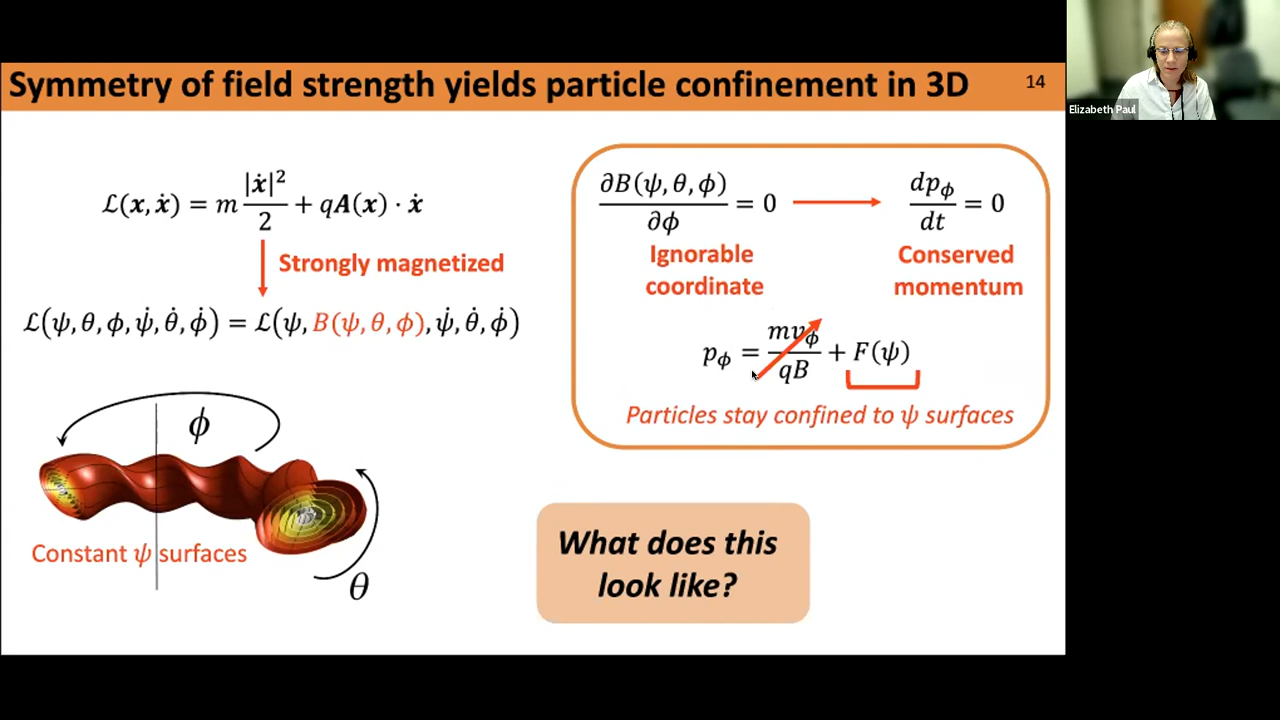 Symmetry of field strength yields particle confinement in 3D
14
Elizabeth Paul
ℒ(𝒙, 𝒙̇) = m |𝒙̇|²/2 + q𝑨(𝒙) · 𝒙̇
Strongly magnetized
ℒ(ψ, θ, ϕ, ψ̇, θ̇, ϕ̇) = ℒ(ψ, B(ψ, θ, ϕ), ψ̇, θ̇, ϕ̇)
ϕ
Constant ψ surfaces
θ
∂B(ψ, θ, ϕ)/∂ϕ = 0 → dp_ϕ/dt = 0
Ignorable
coordinate
Conserved
momentum
p_ϕ = mv_ϕ/qB + F(ψ)
Particles stay confined to ψ surfaces
What does this
look like?